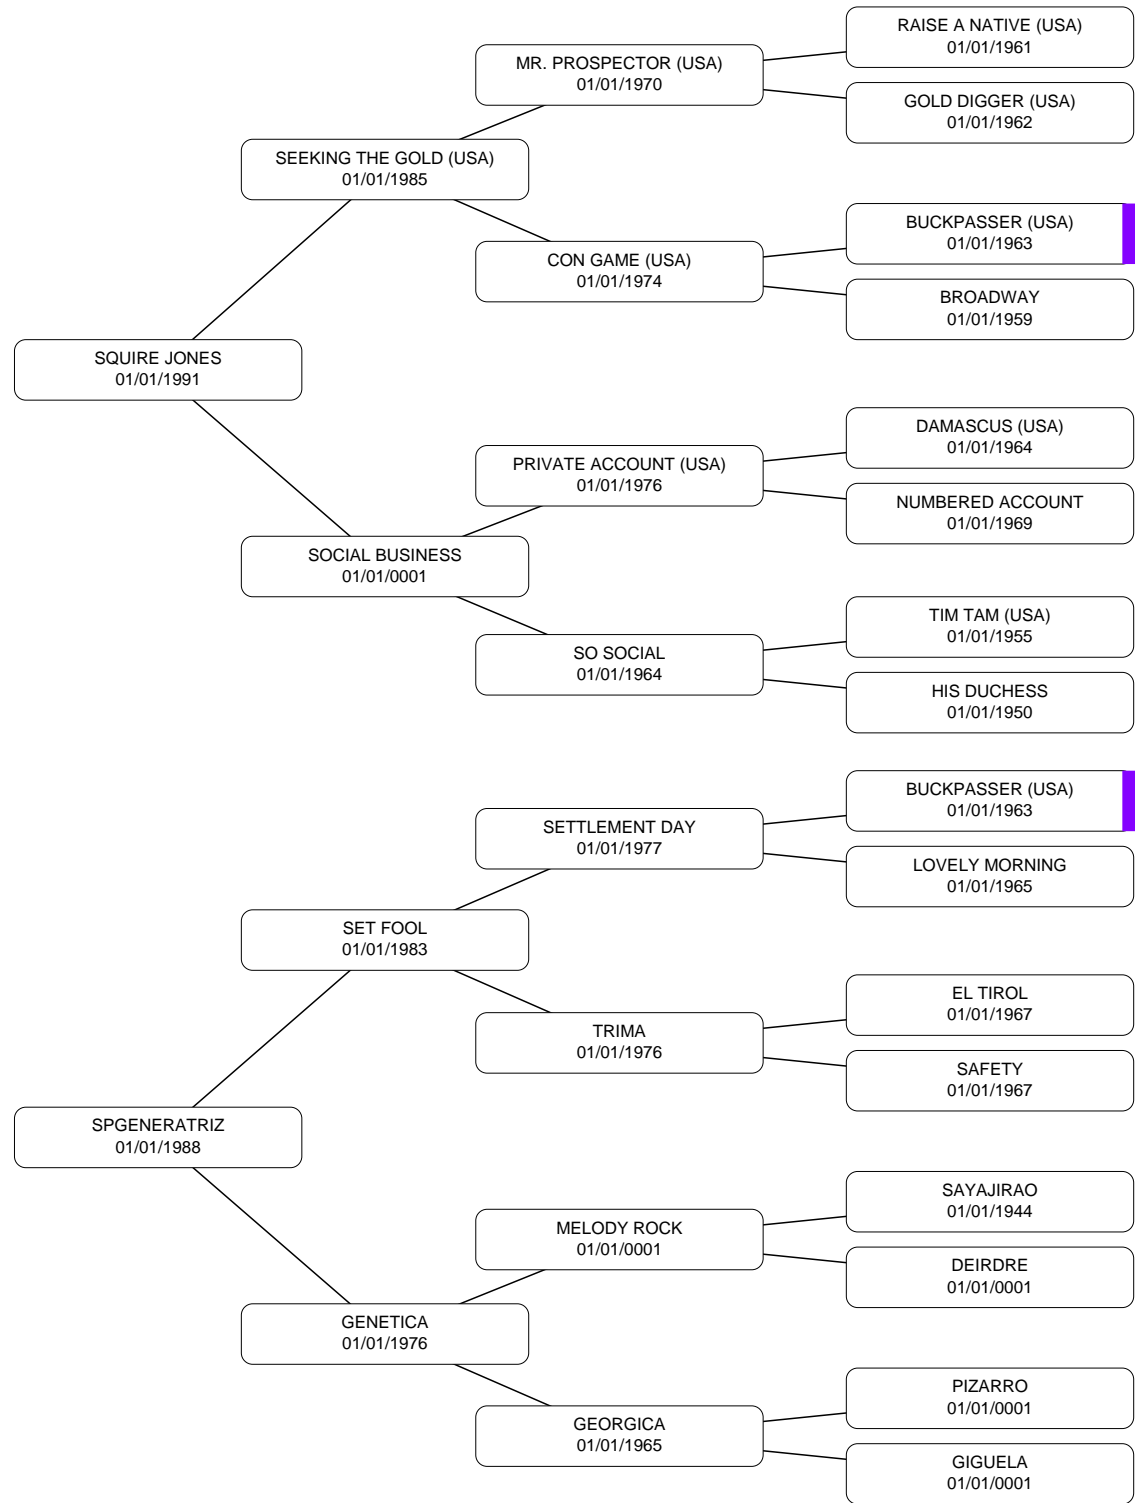 RAISE A NATIVE (USA)
01/01/1961
MR. PROSPECTOR (USA)
01/01/1970
GOLD DIGGER (USA)
01/01/1962
SEEKING THE GOLD (USA)
01/01/1985
BUCKPASSER (USA)
01/01/1963
CON GAME (USA)
01/01/1974
BROADWAY
01/01/1959
SQUIRE JONES
01/01/1991
DAMASCUS (USA)
01/01/1964
PRIVATE ACCOUNT (USA)
01/01/1976
NUMBERED ACCOUNT
01/01/1969
SOCIAL BUSINESS
01/01/0001
TIM TAM (USA)
01/01/1955
SO SOCIAL
01/01/1964
HIS DUCHESS
01/01/1950
BUCKPASSER (USA)
01/01/1963
SETTLEMENT DAY
01/01/1977
LOVELY MORNING
01/01/1965
SET FOOL
01/01/1983
EL TIROL
01/01/1967
TRIMA
01/01/1976
SAFETY
01/01/1967
SPGENERATRIZ
01/01/1988
SAYAJIRAO
01/01/1944
MELODY ROCK
01/01/0001
DEIRDRE
01/01/0001
GENETICA
01/01/1976
PIZARRO
01/01/0001
GEORGICA
01/01/1965
GIGUELA
01/01/0001